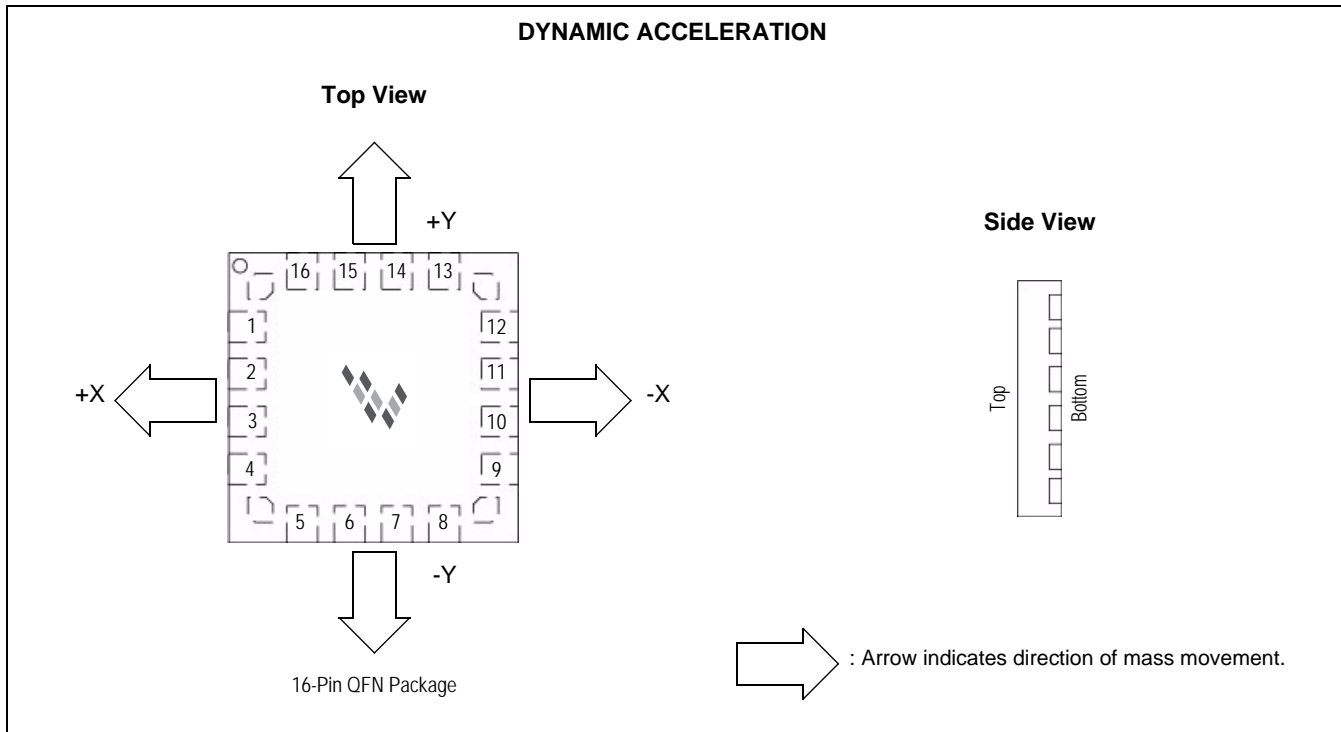 DYNAMIC ACCELERATION
Top View
+Y
Side View
16 15 14 13
1
2
3
4
12
11
10
9
+X
-X
5 6 7 8
-Y
Top
Bottom
16-Pin QFN Package
: Arrow indicates direction of mass movement.